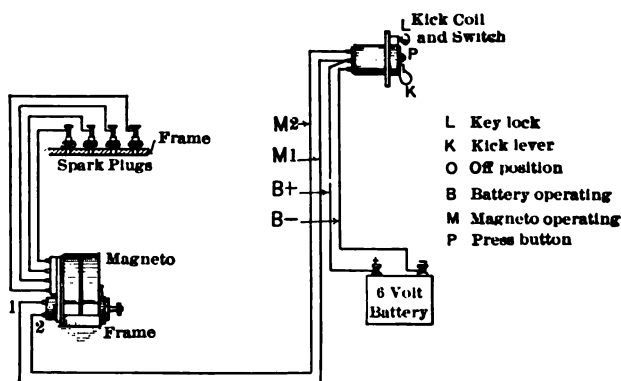 L Kick Coil
and Switch
P
K
M2
M1
B+
B−
L Key lock
K Kick lever
O Off position
B Battery operating
M Magneto operating
P Press button
Frame
Spark Plugs
Magneto
1
2
Frame
+
6 Volt
Battery